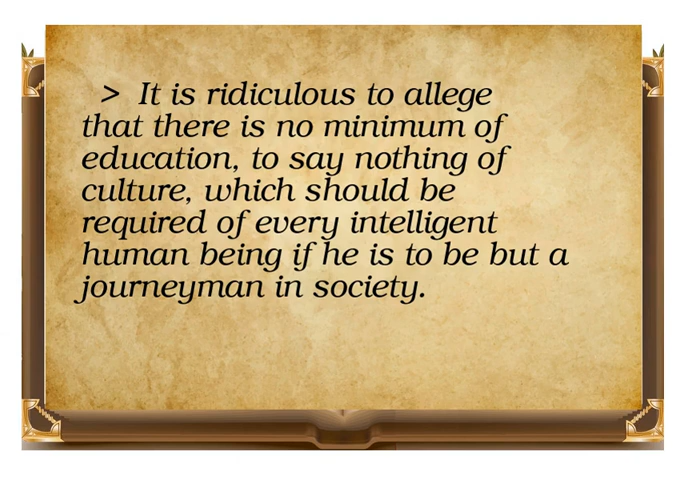 > It is ridiculous to allege
that there is no minimum of
education, to say nothing of
culture, which should be
required of every intelligent
human being if he is to be but a
journeyman in society.